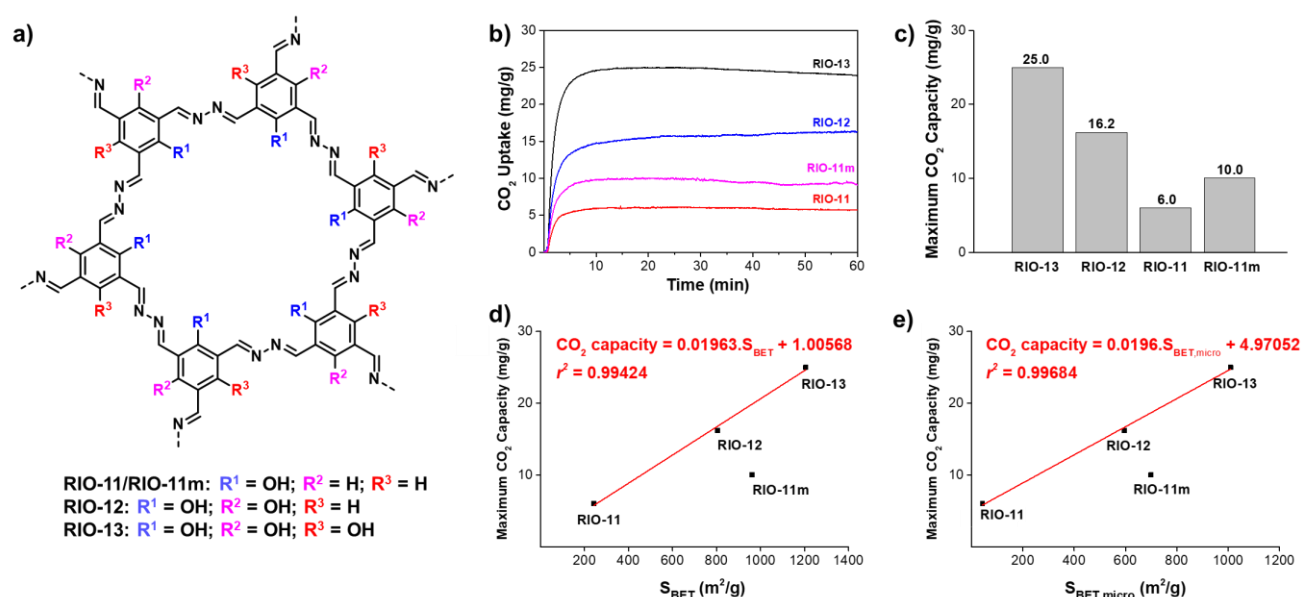 a)
N
N
R³
R²
R²
N
N
R¹
R³
R¹
N
N
N
N
R³
N
N
R¹
N
N
R²
R²
R¹
N
N
R³
R¹
R³
N
N
N
N
R¹
N
N
R²
R³
R²
N
N
RIO-11/RIO-11m: R¹ = OH; R² = H; R³ = H
RIO-12: R¹ = OH; R² = OH; R³ = H
RIO-13: R¹ = OH; R² = OH; R³ = OH
b)
CO₂ Uptake (mg/g)
30
25
20
15
10
5
0
RIO-13
RIO-12
RIO-11m
RIO-11
10 20 30 40 50 60
Time (min)
c)
Maximum CO₂ Capacity (mg/g)
30
20
10
0
25.0
16.2
6.0
10.0
RIO-13 RIO-12 RIO-11 RIO-11m
d)
Maximum CO₂ Capacity (mg/g)
30
20
10
CO₂ capacity = 0.01963.S_BET + 1.00568
r² = 0.99424
RIO-13
RIO-12
RIO-11m
RIO-11
200 400 600 800 1000 1200 1400
S_BET (m²/g)
e)
Maximum CO₂ Capacity (mg/g)
30
20
10
CO₂ capacity = 0.0196.S_BET,micro + 4.97052
r² = 0.99684
RIO-13
RIO-12
RIO-11m
RIO-11
200 400 600 800 1000 1200
S_BET,micro (m²/g)